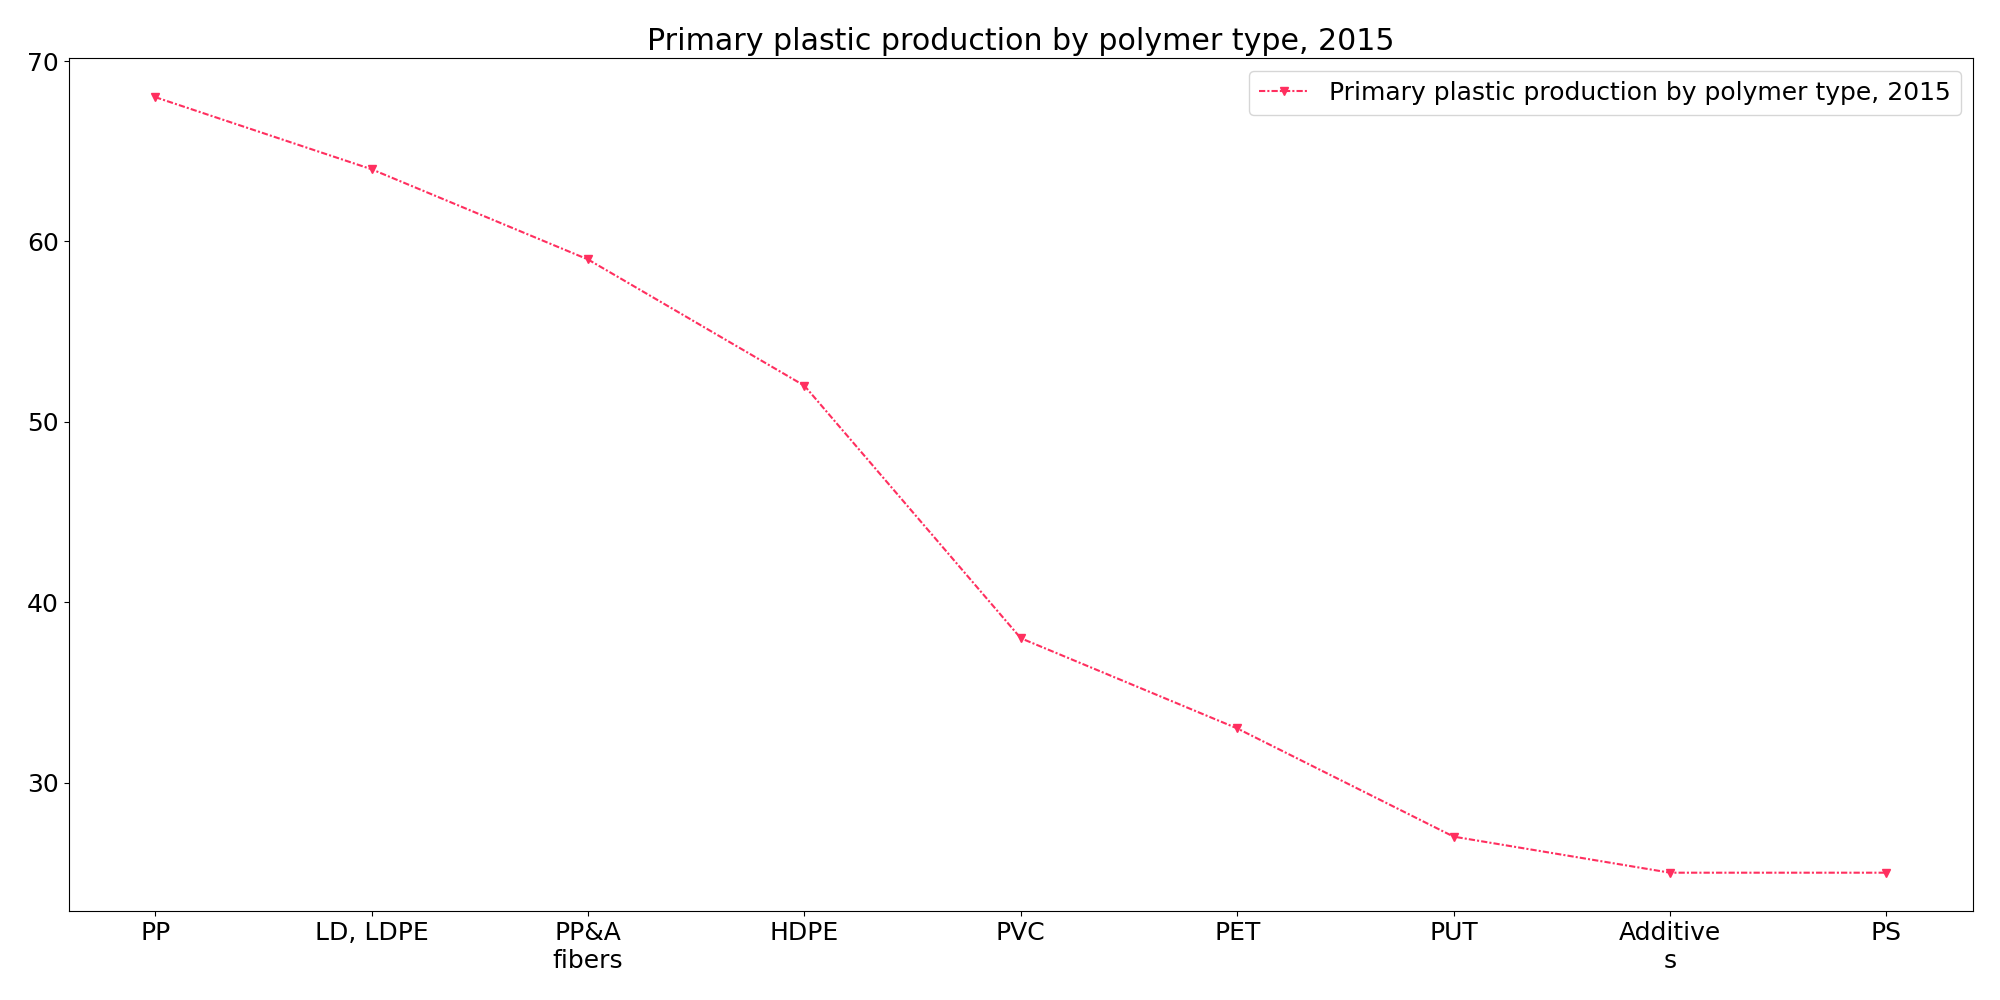 Primary plastic production by polymer type, 2015
Primary plastic production by polymer type, 2015
70
60
50
40
30
PP
LD, LDPE
PP&A
fibers
HDPE
PVC
PET
PUT
Additive
s
PS